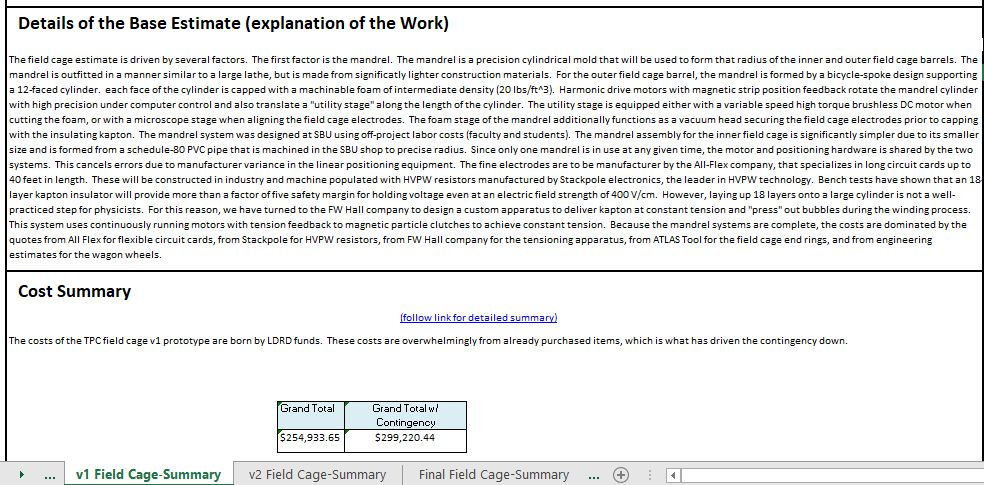 Details of the Base Estimate (explanation of the Work)
The field cage estimate is driven by several factors. The first factor is the mandrel. The mandrel is a precision cylindrical mold that will be used to form that radius of the inner and outer field cage barrels. The
mandrel is outfitted in a manner similar to a large lathe, but is made from significatly lighter construction materials. For the outer field cage barrel, the mandrel is formed by a bicycle-spoke design supporting
a 12-faced cylinder. each face of the cylinder is capped with a machinable foam of intermediate density (20 lbs/ft^3). Harmonic drive motors with magnetic strip position feedback rotate the mandrel cylinder
with high precision under computer control and also translate a "utility stage" along the length of the cylinder. The utility stage is equipped either with a variable speed high torque brushless DC motor when
cutting the foam, or with a microscope stage when aligning the field cage electrodes. The foam stage of the mandrel additionally functions as a vacuum head securing the field cage electrodes prior to capping
with the insulating kapton. The mandrel system was designed at SBU using off-project labor costs (faculty and students). The mandrel assembly for the inner field cage is significantly simpler due to its smaller
size and is formed from a schedule-80 PVC pipe that is machined in the SBU shop to precise radius. Since only one mandrel is in use at any given time, the motor and positioning hardware is shared by the two
systems. This cancels errors due to manufacturer variance in the linear positioning equipment. The fine electrodes are to be manufacturer by the All-Flex company, that specializes in long circuit cards up to
40 feet in length. These will be constructed in industry and machine populated with HVPW resistors manufactured by Stackpole electronics, the leader in HVPW technology. Bench tests have shown that an 18-
layer kapton insulator will provide more than a factor of five safety margin for holding voltage even at an electric field strength of 400 V/cm. However, laying up 18 layers onto a large cylinder is not a well-
practiced step for physicists. For this reason, we have turned to the FW Hall company to design a custom apparatus to deliver kapton at constant tension and "press" out bubbles during the winding process.
This system uses continuously running motors with tension feedback to magnetic particle clutches to achieve constant tension. Because the mandrel systems are complete, the costs are dominated by the
quotes from All Flex for flexible circuit cards, from Stackpole for HVPW resistors, from FW Hall company for the tensioning apparatus, from ATLAS Tool for the field cage end rings, and from engineering
estimates for the wagon wheels.
Cost Summary
(follow link for detailed summary)
The costs of the TPC field cage v1 prototype are born by LDRD funds. These costs are overwhelmingly from already purchased items, which is what has driven the contingency down.
Grand Total Grand Total w/
Contingency
$254,933.65 $299,220.44
... v1 Field Cage-Summary v2 Field Cage-Summary Final Field Cage-Summary ...